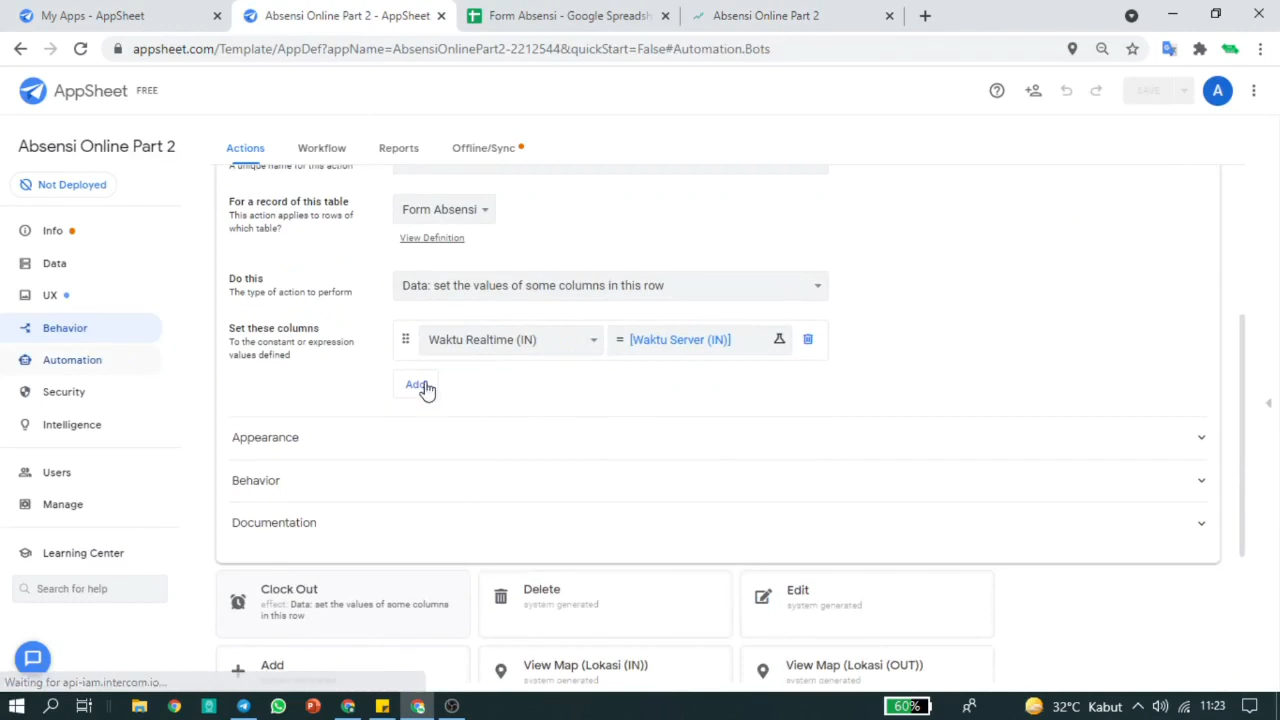 My Apps - AppSheet
Absensi Online Part 2 - AppSheet
Form Absensi - Google Spreadsh
Absensi Online Part 2
appsheet.com/Template/AppDef?appName=AbsensiOnlinePart2-2212544&quickStart=False#Automation.Bots
AppSheet FREE
SAVE
A
Absensi Online Part 2
Actions
Workflow
Reports
Offline/Sync
Not Deployed
A unique name for this action
Info
Data
UX
Behavior
Automation
Security
Intelligence
Users
Manage
Learning Center
Search for help
For a record of this table
This action applies to rows of
which table?
Form Absensi
View Definition
Do this
The type of action to perform
Data: set the values of some columns in this row
Set these columns
To the constant or expression
values defined
Waktu Realtime (IN)
= [Waktu Server (IN)]
Add
Appearance
Behavior
Documentation
Clock Out
effect: Data: set the values of some columns
in this row
Delete
system generated
Edit
system generated
Add
View Map (Lokasi (IN))
system generated
View Map (Lokasi (OUT))
system generated
Waiting for api-iam.intercom.io...
60%
32°C Kabut
11:23